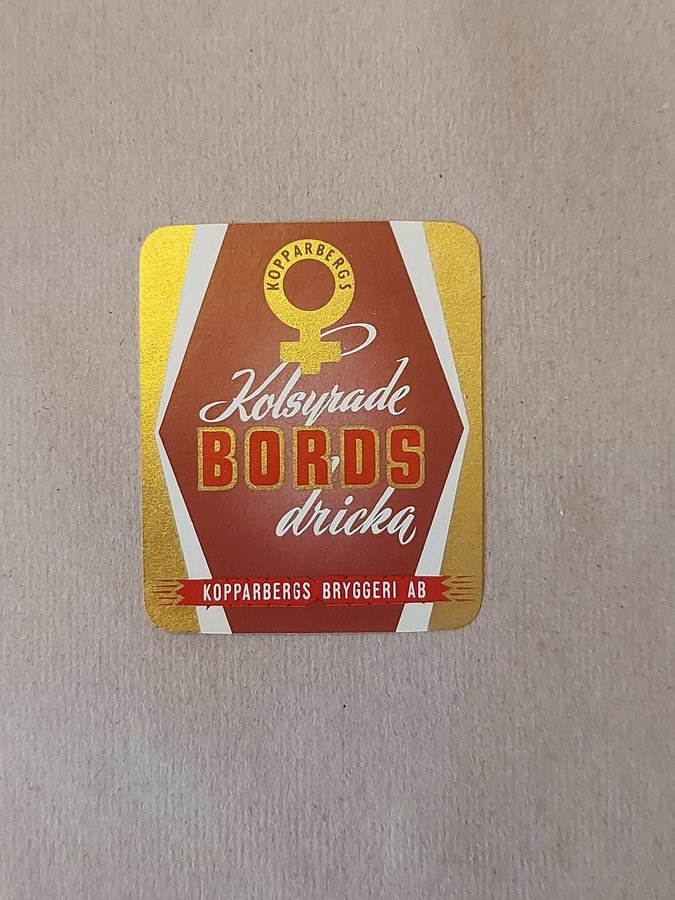 KOPPARBERGS
Kolsyrade
BORDS
dricka
KOPPARBERGS BRYGGERI AB